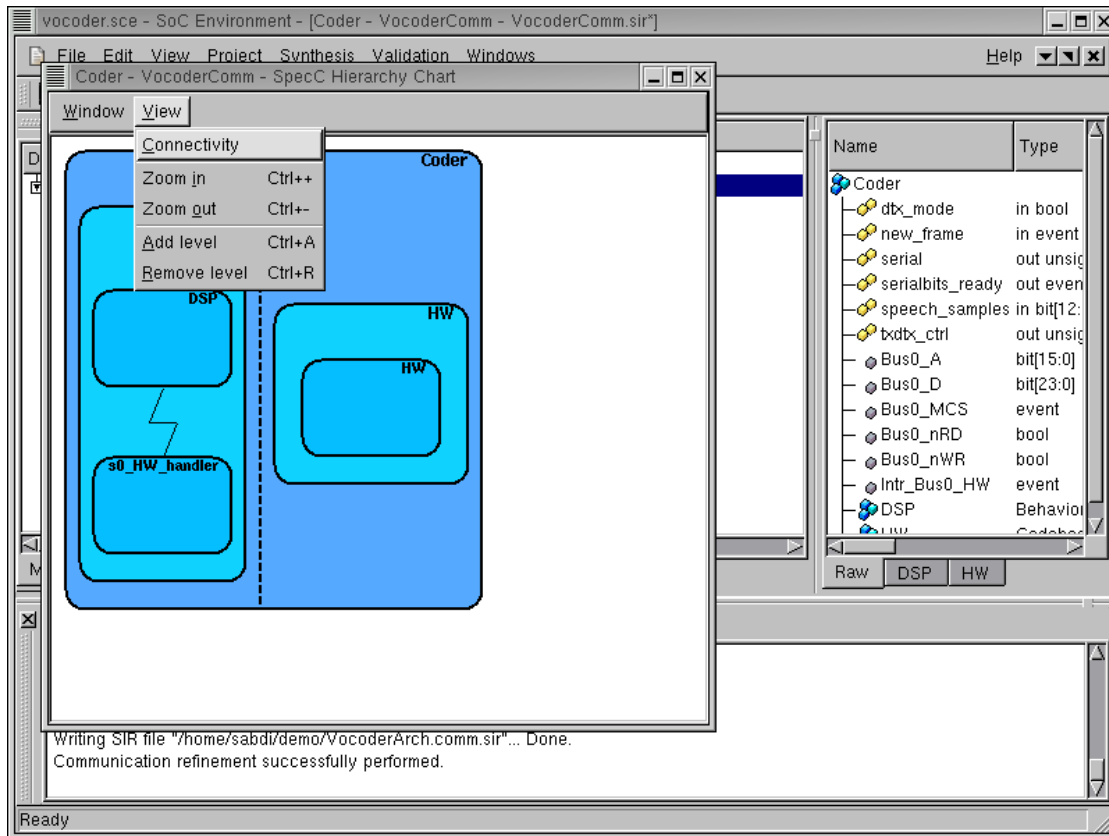 vocoder.sce - SoC Environment - [Coder - VocoderComm - VocoderComm.sir*]
File Edit View Project Synthesis Validation Windows Help
Coder - VocoderComm - SpecC Hierarchy Chart
Window View
Connectivity
Zoom in Ctrl++
Zoom out Ctrl+-
Add level Ctrl+A
Remove level Ctrl+R
Coder
DSP
s0_HW_handler
HW
HW
Name Type
Coder
dtx_mode in bool
new_frame in event
serial out unsig
serialbits_ready out even
speech_samples in bit[12:
txdtx_ctrl out unsig
Bus0_A bit[15:0]
Bus0_D bit[23:0]
Bus0_MCS event
Bus0_nRD bool
Bus0_nWR bool
Intr_Bus0_HW event
DSP Behavior
Raw DSP HW
Writing SIR file "/home/sabdi/demo/VocoderArch.comm.sir"... Done.
Communication refinement successfully performed.
Ready